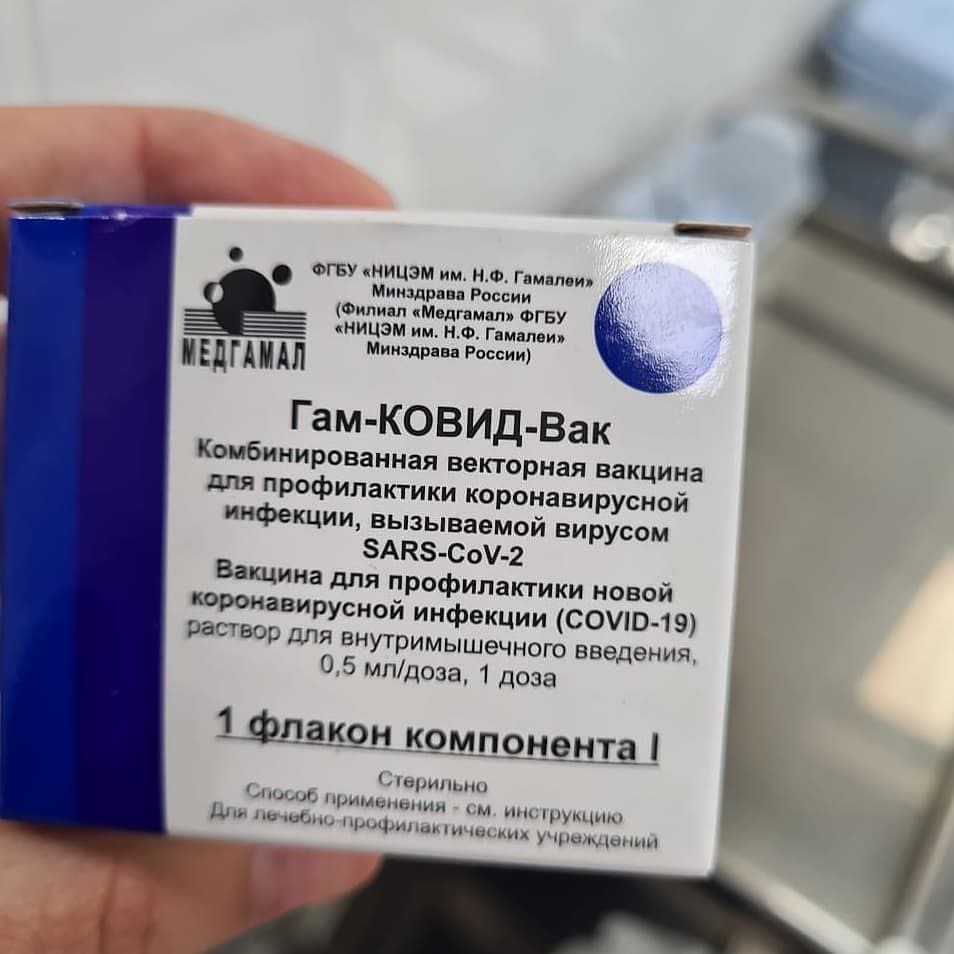 МЕДГАМАЛ
ФГБУ «НИЦЭМ им. Н.Ф. Гамалеи»
Минздрава России
(Филиал «Медгамал» ФГБУ
«НИЦЭМ им. Н.Ф. Гамалеи»
Минздрава России)
Гам-КОВИД-Вак
Комбинированная векторная вакцина
для профилактики коронавирусной
инфекции, вызываемой вирусом
SARS-CoV-2
Вакцина для профилактики новой
коронавирусной инфекции (COVID-19)
раствор для внутримышечного введения,
0,5 мл/доза, 1 доза
1 флакон компонента I
Стерильно
Способ применения - см. инструкцию
Для лечебно-профилактических учреждений